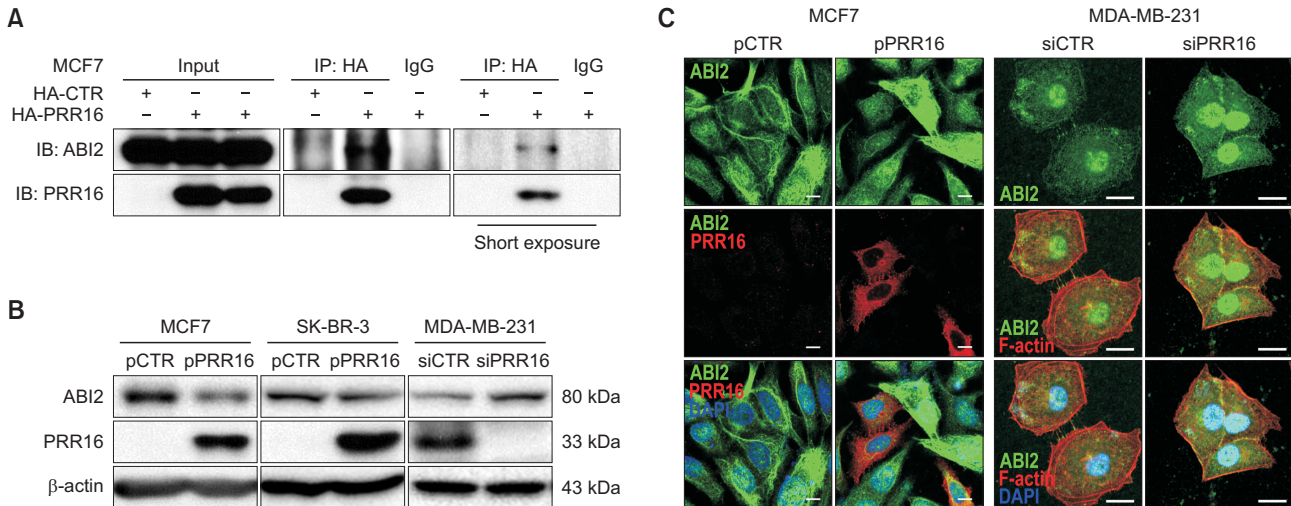 A
MCF7 Input IP: HA IgG IP: HA IgG
HA-CTR + – – + – – + – –
HA-PRR16 – + + – + + – + +
IB: ABI2
IB: PRR16
Short exposure
B
MCF7 SK-BR-3 MDA-MB-231
pCTR pPRR16 pCTR pPRR16 siCTR siPRR16
ABI2 80 kDa
PRR16 33 kDa
β-actin 43 kDa
C
MCF7 MDA-MB-231
pCTR pPRR16 siCTR siPRR16
ABI2 ABI2
ABI2 ABI2
PRR16 F-actin
ABI2 ABI2
PRR16 F-actin
DAPI DAPI